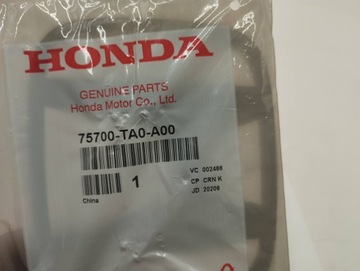 HONDA
GENUINE PARTS
Honda Motor Co., Ltd.
75700-TA0-A00
VC 002466
1
CP CRN K
JD 20206
China